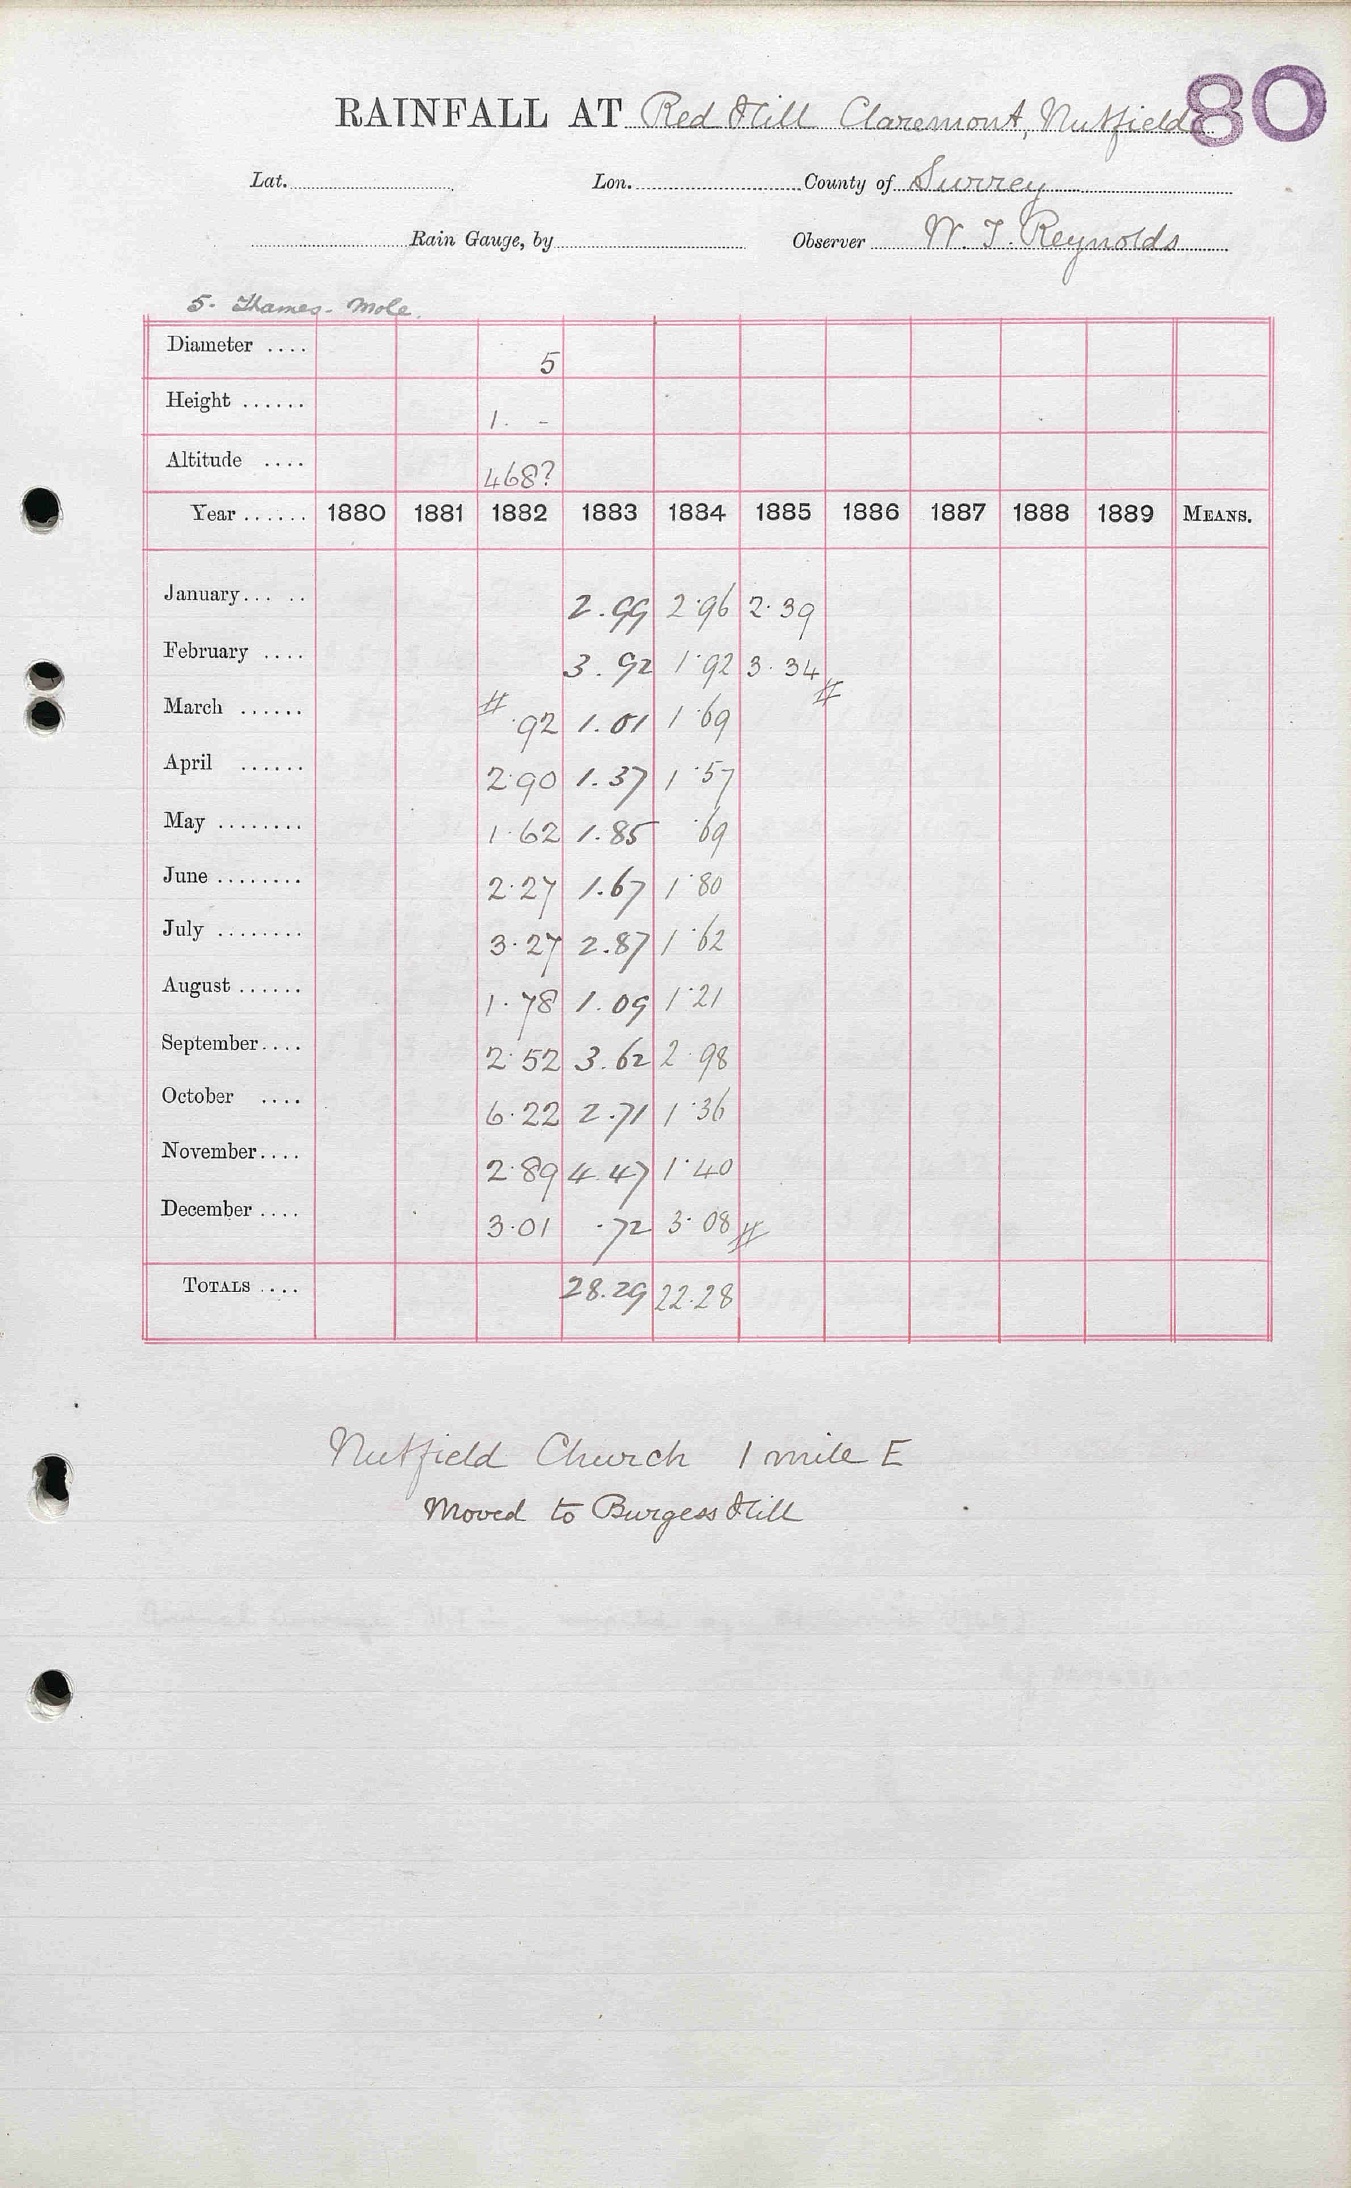 80
RAINFALL AT Red Hill Claremont, Nutfield
Lat. Lon. County of Surrey
Rain Gauge, by Observer W. J. Reynolds
5. Thames - Mole.
Diameter .... 5
Height ...... 1. -
Altitude .... 468?
Year ...... 1880 1881 1882 1883 1884 1885 1886 1887 1888 1889 MEANS.
January... .. 2.99 2.96 2.39
February .... 3.92 1.92 3.34
March ...... # .92 1.01 1.69 #
April ...... 2.90 1.37 1.57
May ........ 1.62 1.85 .69
June ........ 2.27 1.67 1.80
July ........ 3.27 2.87 1.62
August ...... 1.78 1.09 1.21
September.... 2.52 3.62 2.98
October .... 6.22 2.71 1.36
November.... 2.89 4.47 1.40
December .... 3.01 .72 3.08 #
TOTALS .... 28.29 22.28
Nutfield Church 1 mile E
Moved to Burgess Hill